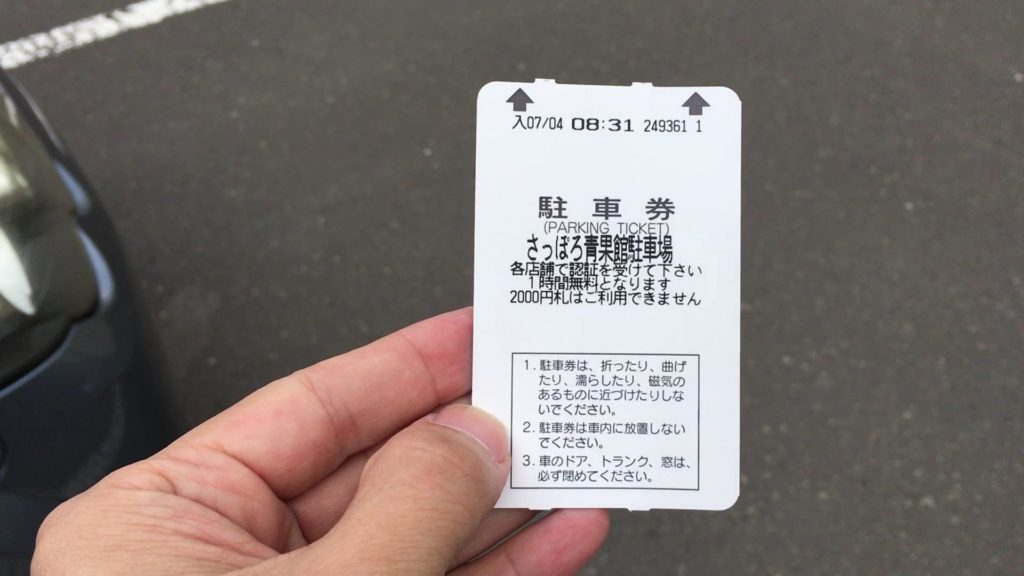 入07/04 08:31 249361 1
駐車券
(PARKING TICKET)
さっぽろ青果館駐車場
各店舗で認証を受けて下さい
1時間無料となります
2000円札はご利用できません
1. 駐車券は、折ったり、曲げ
たり、濡らしたり、磁気の
あるものに近づけたりしな
いでください。
2. 駐車券は車内に放置しない
でください。
3. 車のドア、トランク、窓は、
必ず閉めてください。